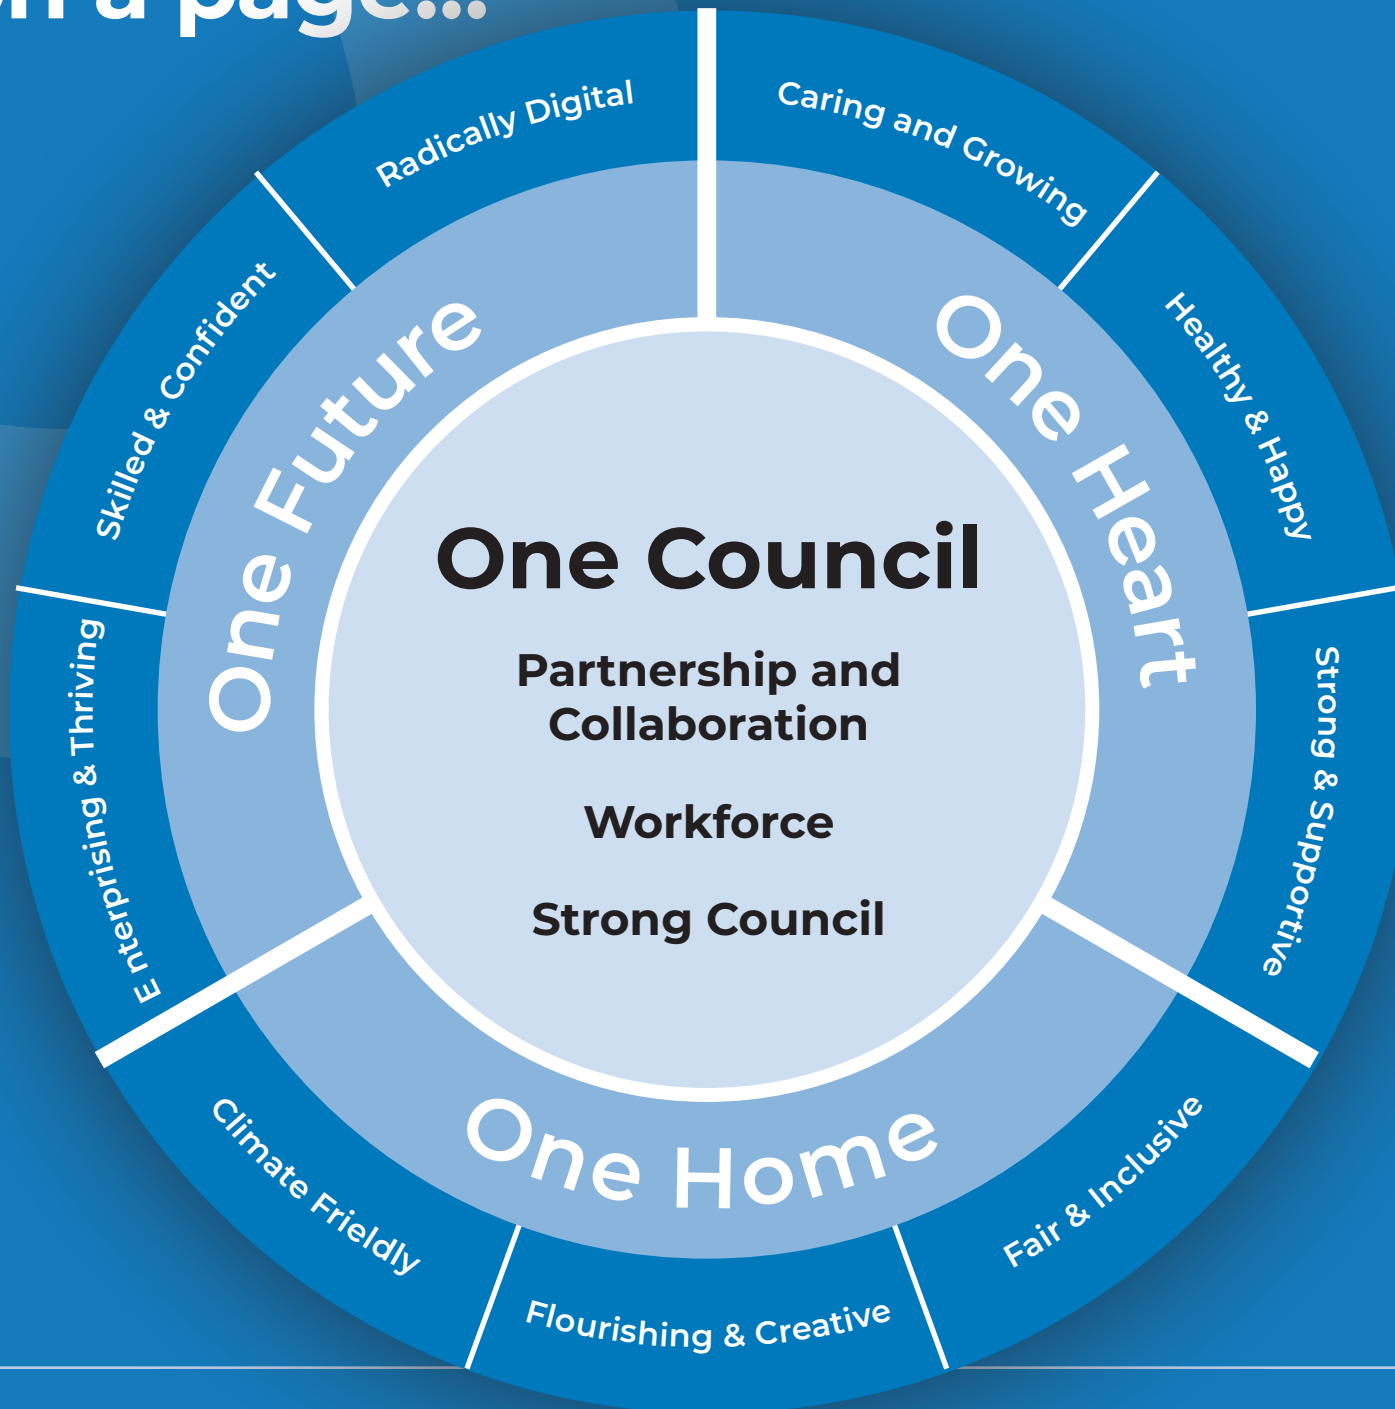 on a page...
Radically Digital
Caring and Growing
Skilled & Confident
Healthy & Happy
One Future
One Heart
Enterprising & Thriving
Strong & Supportive
One Council
Partnership and
Collaboration
Workforce
Strong Council
One Home
Climate Frieldly
Fair & Inclusive
Flourishing & Creative